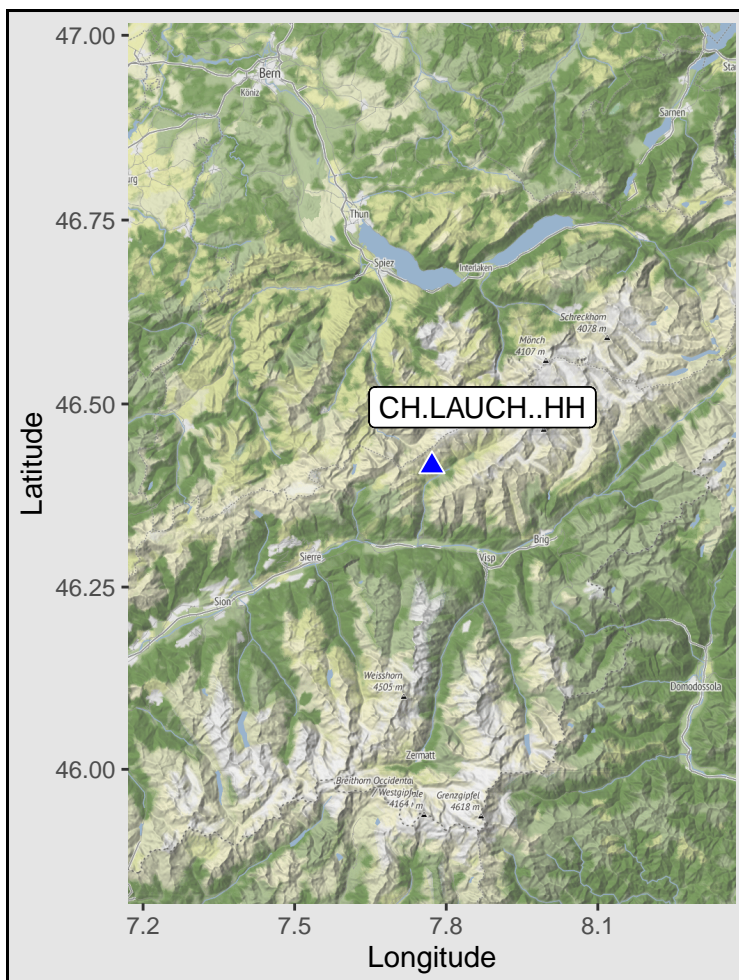 47.00
46.75
46.50
46.25
46.00
Latitude
Bern
Köniz
Sarnen
Thun
Spiez
Interlaken
Schreckhorn
4078 m
Mönch
4107 m
CH.LAUCH..HH
Brig
Visp
Sierre
Sion
Weisshorn
4505 m
Domodossola
Zermatt
Breithorn Occidental
/ Westgipfel
4164 m
Grenzgipfel
4618 m
7.2
7.5
7.8
8.1
Longitude